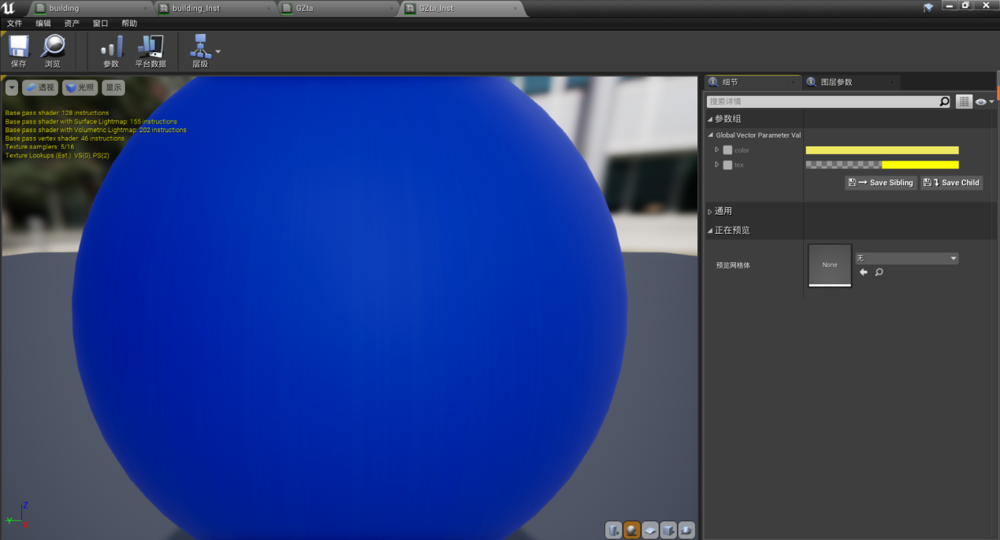 building
building_Inst
GZta
GZta_Inst
文件 编辑 资产 窗口 帮助
保存 浏览 参数 平台数据 层级
透视 光照 显示
Base pass shader: 128 instructions
Base pass shader with Surface Lightmap: 155 instructions
Base pass shader with Volumetric Lightmap: 202 instructions
Base pass vertex shader: 46 instructions
Texture samplers: 5/16
Texture Lookups (Est.): VS(0), PS(2)
Z
Y
X
细节 图层参数
搜索详情
参数组
Global Vector Parameter Val
color
tex
Save Sibling Save Child
通用
正在预览
预览网格体
None
无